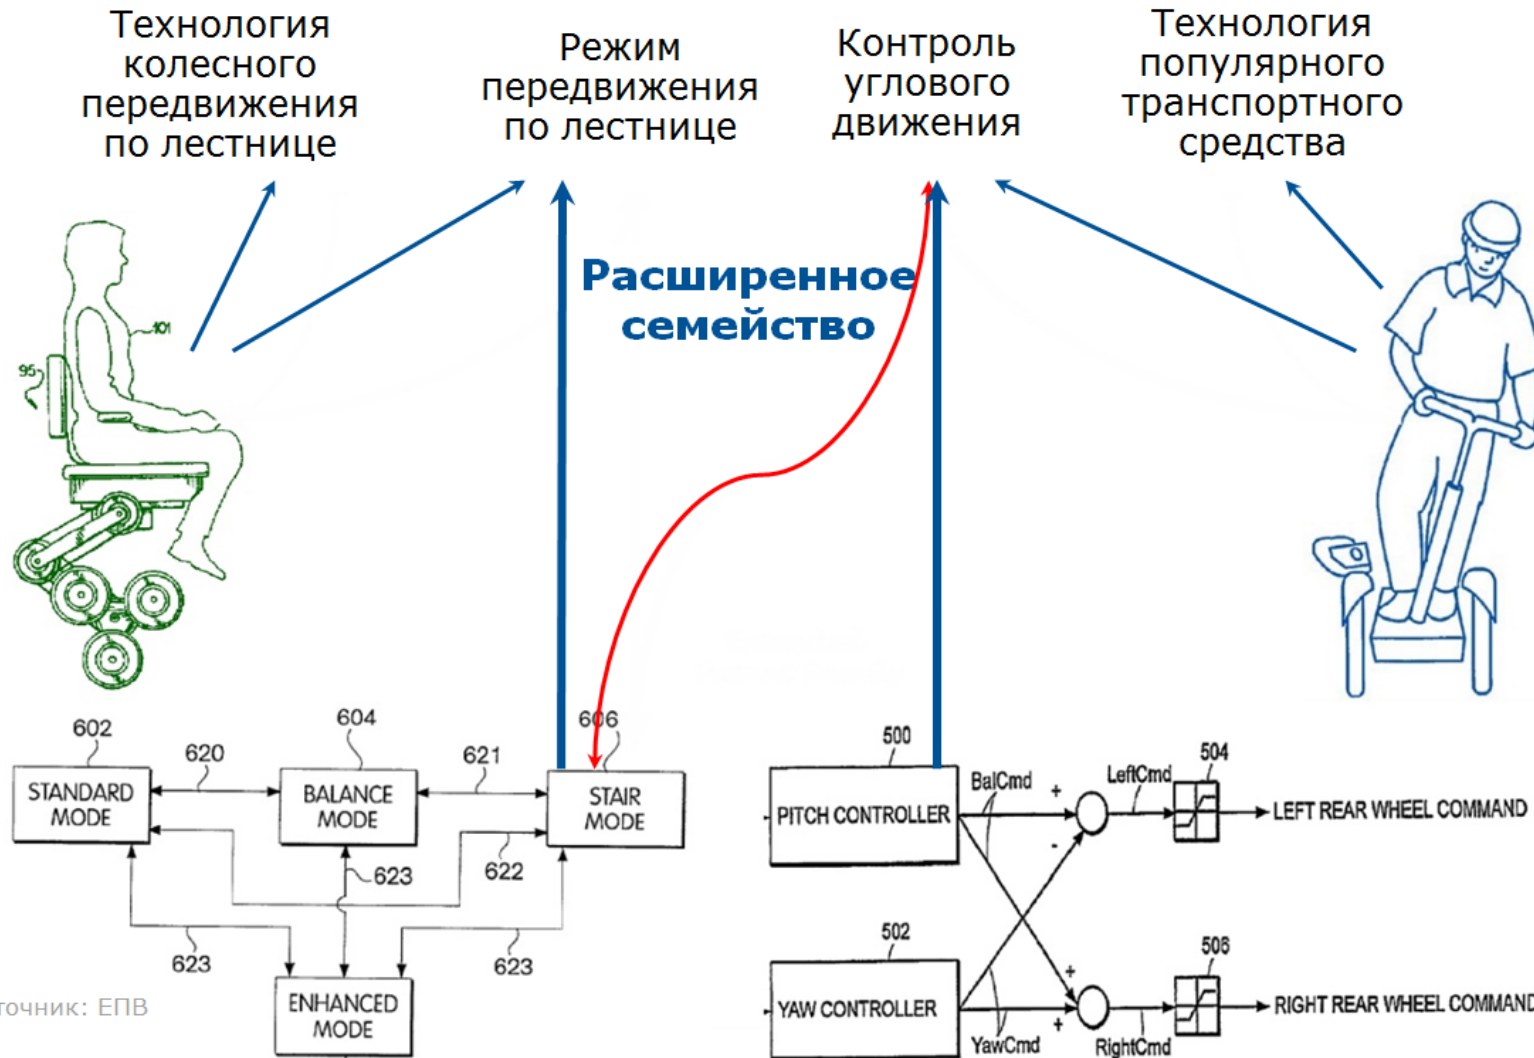 Технология
колесного
передвижения
по лестнице
Режим
передвижения
по лестнице
Контроль
углового
движения
Технология
популярного
транспортного
средства
Расширенное
семейство
101
95
602
620
604
621
606
STANDARD
MODE
BALANCE
MODE
STAIR
MODE
622
623
623
623
ENHANCED
MODE
точник: ЕПВ
500
PITCH CONTROLLER
BalCmd
+
-
LeftCmd
504
LEFT REAR WHEEL COMMAND
502
YAW CONTROLLER
YawCmd
+
+
RightCmd
506
RIGHT REAR WHEEL COMMAND